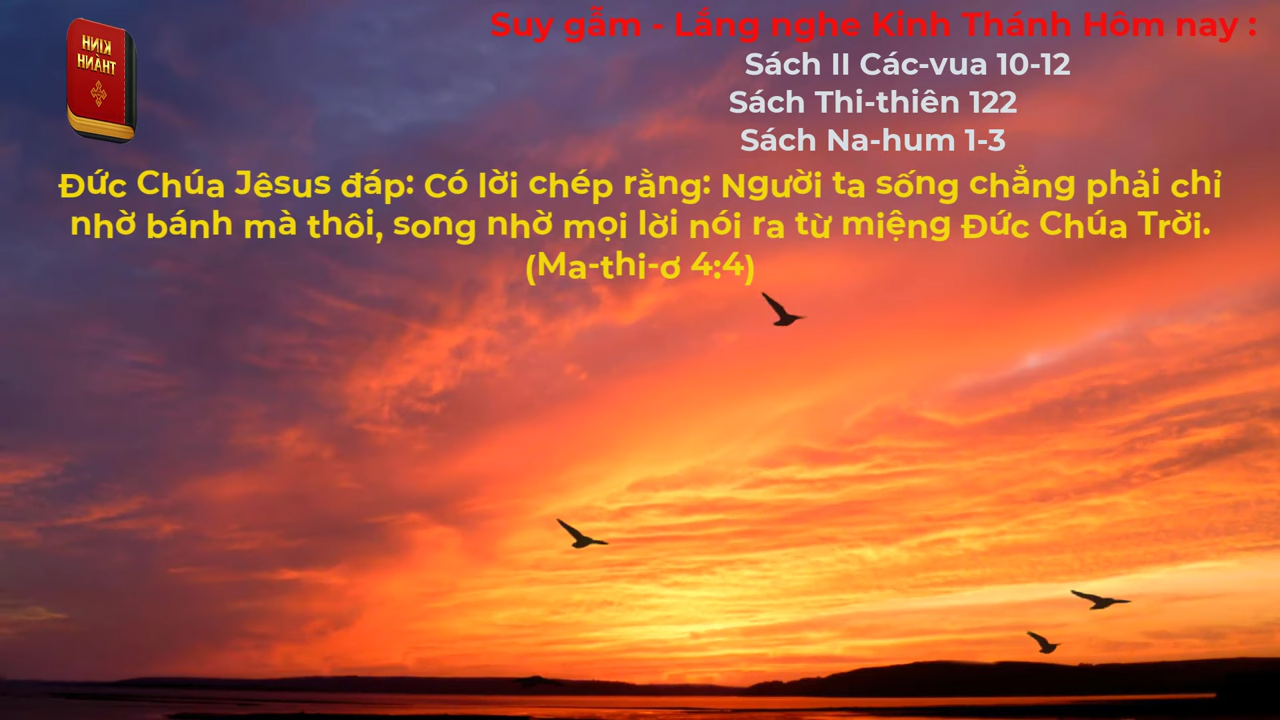 Suy gẫm - Lắng nghe Kinh Thánh Hôm nay :
Sách II Các-vua 10-12
Sách Thi-thiên 122
Sách Na-hum 1-3
KINH
THÁNH
Đức Chúa Jêsus đáp: Có lời chép rằng: Người ta sống chẳng phải chỉ
nhờ bánh mà thôi, song nhờ mọi lời nói ra từ miệng Đức Chúa Trời.
(Ma-thi-ơ 4:4)